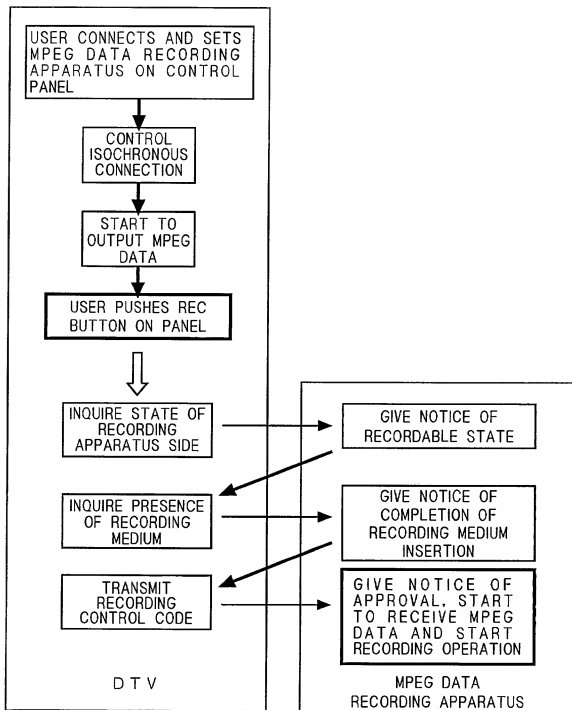 USER CONNECTS AND SETS
MPEG DATA RECORDING
APPARATUS ON CONTROL
PANEL
CONTROL
ISOCHRONOUS
CONNECTION
START TO
OUTPUT MPEG
DATA
USER PUSHES REC
BUTTON ON PANEL
INQUIRE STATE OF
RECORDING
APPARATUS SIDE
GIVE NOTICE OF
RECORDABLE STATE
INQUIRE PRESENCE
OF RECORDING
MEDIUM
GIVE NOTICE OF
COMPLETION OF
RECORDING MEDIUM
INSERTION
TRANSMIT
RECORDING
CONTROL CODE
GIVE NOTICE OF
APPROVAL, START
TO RECEIVE MPEG
DATA AND START
RECORDING OPERATION
DTV
MPEG DATA
RECORDING APPARATUS